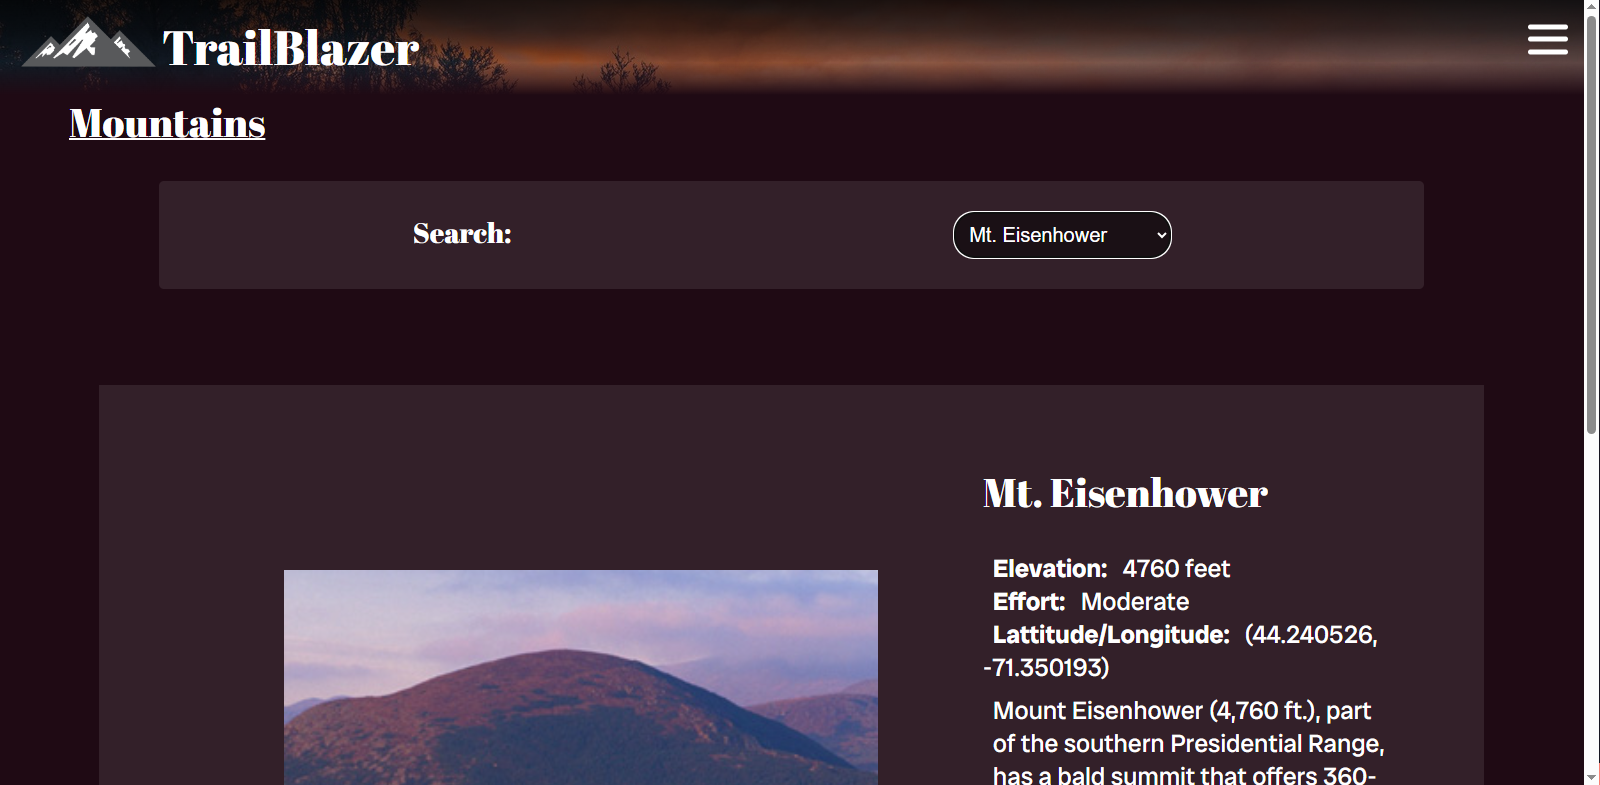 TrailBlazer
Mountains
Search:
Mt. Eisenhower
Mt. Eisenhower
Elevation: 4760 feet
Effort: Moderate
Lattitude/Longitude: (44.240526,
-71.350193)
Mount Eisenhower (4,760 ft.), part
of the southern Presidential Range,
has a bald summit that offers 360-